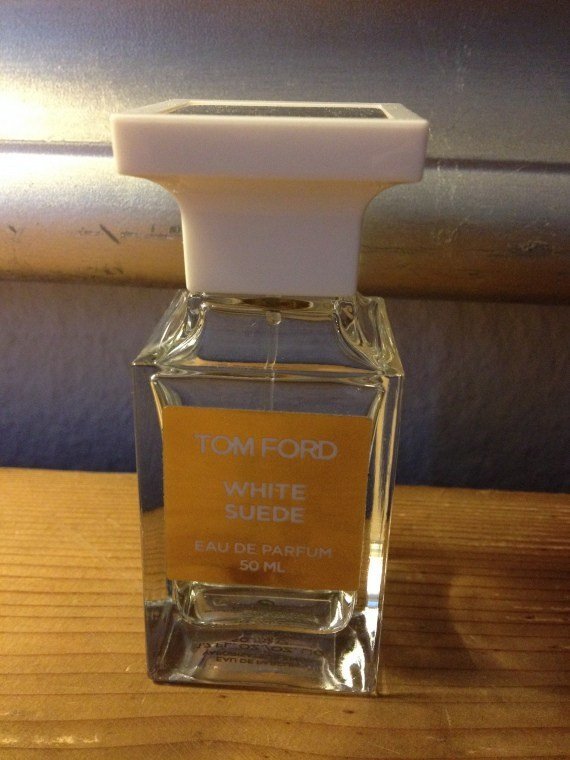 TOM FORD
WHITE
SUEDE
EAU DE PARFUM
50 ML